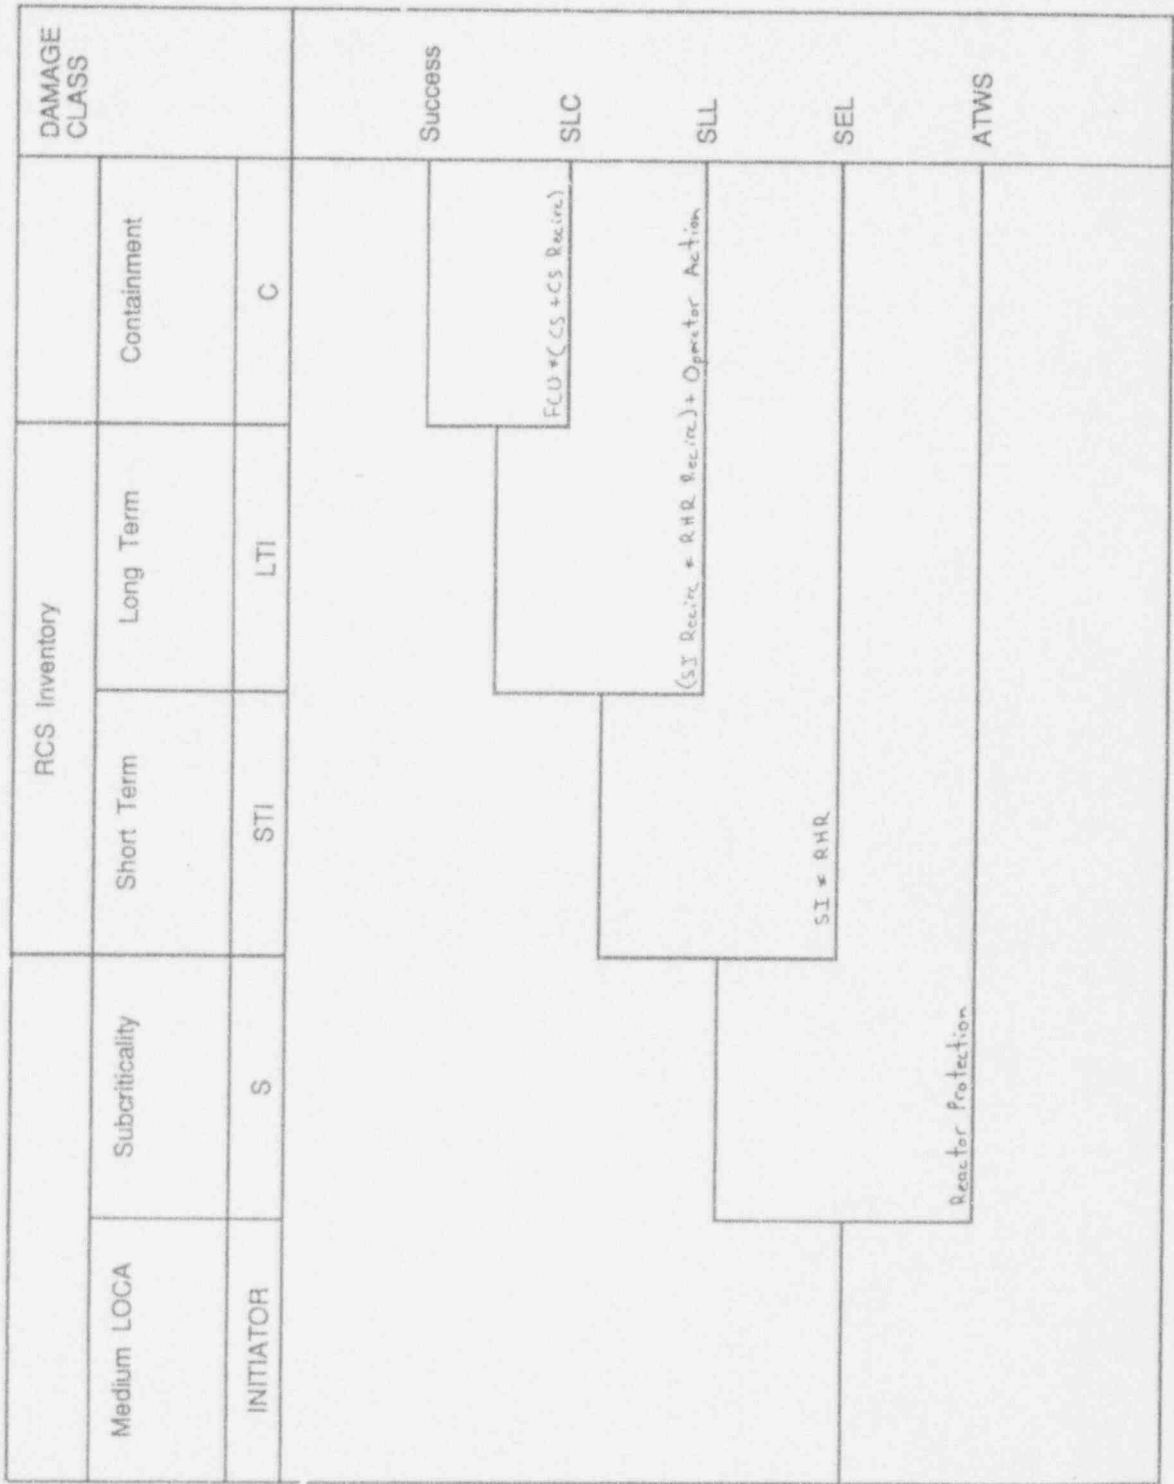 RCS Inventory
DAMAGE
CLASS
Medium LOCA
Subcriticality
Short Term
Long Term
Containment
INITIATOR
S
STI
LTI
C
Success
FCU *(CS + CS Recirc)
SLC
(SI Recirc * RHR Recirc) + Operator Action
SLL
SI * RHR
SEL
Reactor Protection
ATWS